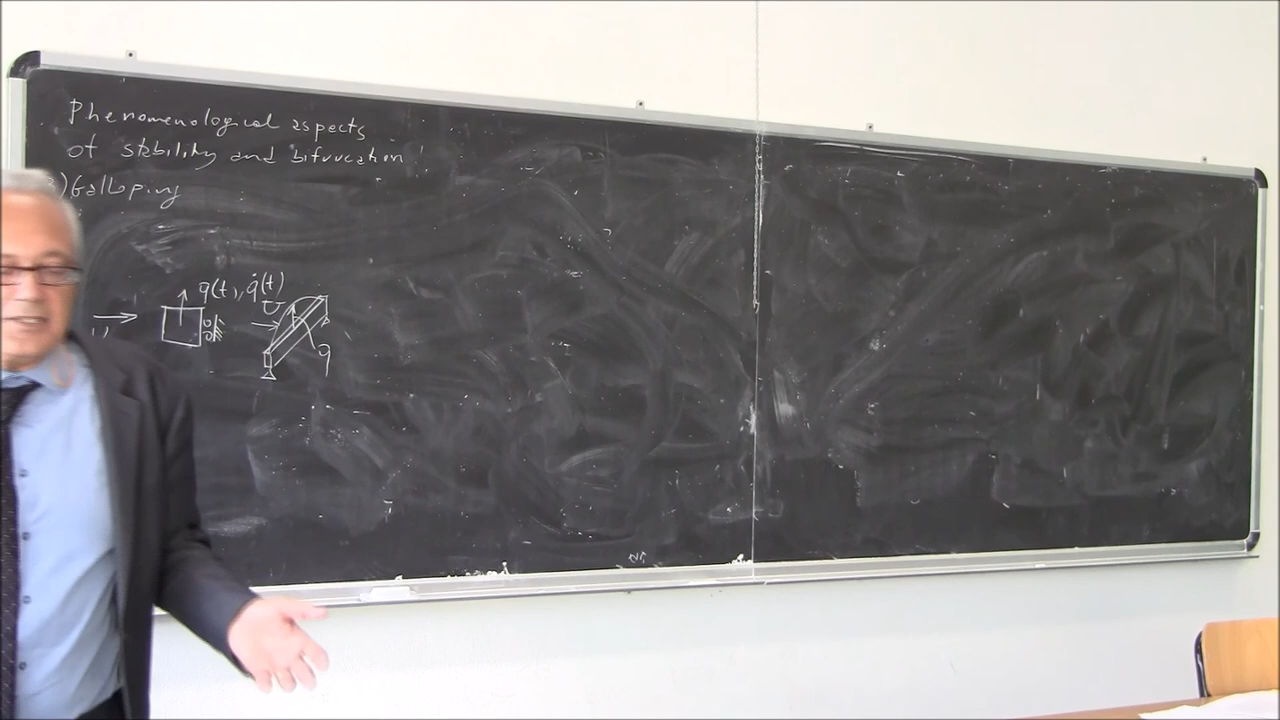 Phenomenological aspects
of stability and bifurcation
) Galloping
q(t), q̇(t)
U
U
q